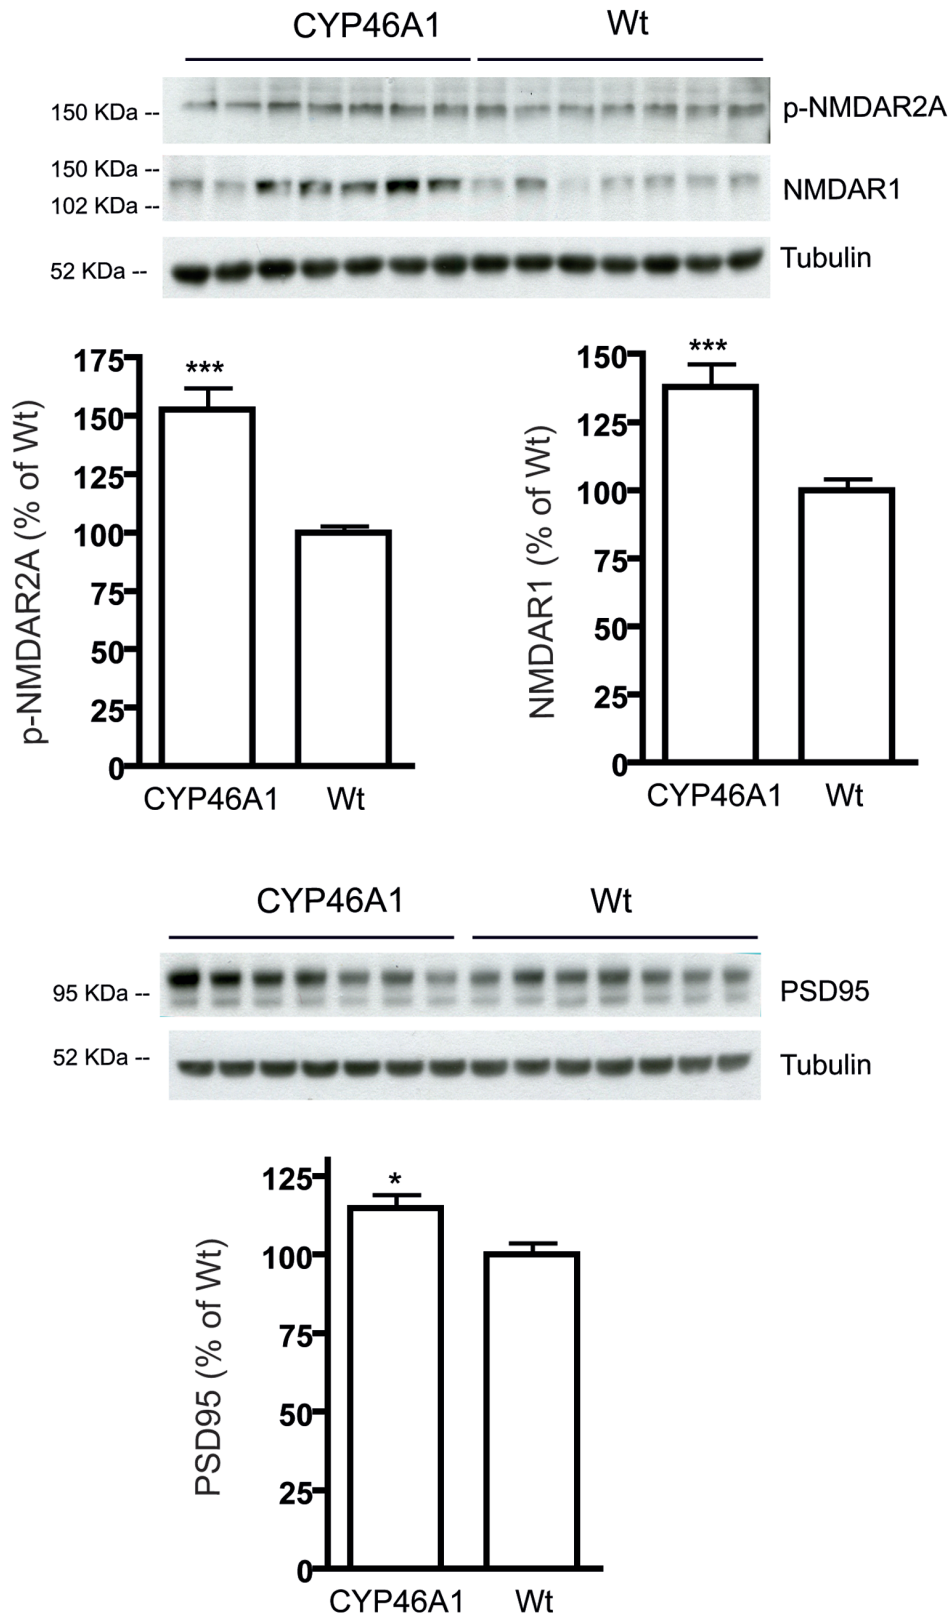 CYP46A1 Wt
150 KDa -- p-NMDAR2A
150 KDa --
102 KDa -- NMDAR1
52 KDa -- Tubulin
p-NMDAR2A (% of Wt)
175
150
125
100
75
50
25
0
***
CYP46A1 Wt
NMDAR1 (% of Wt)
150
125
100
75
50
25
0
***
CYP46A1 Wt
CYP46A1 Wt
95 KDa -- PSD95
52 KDa -- Tubulin
PSD95 (% of Wt)
125
100
75
50
25
0
*
CYP46A1 Wt